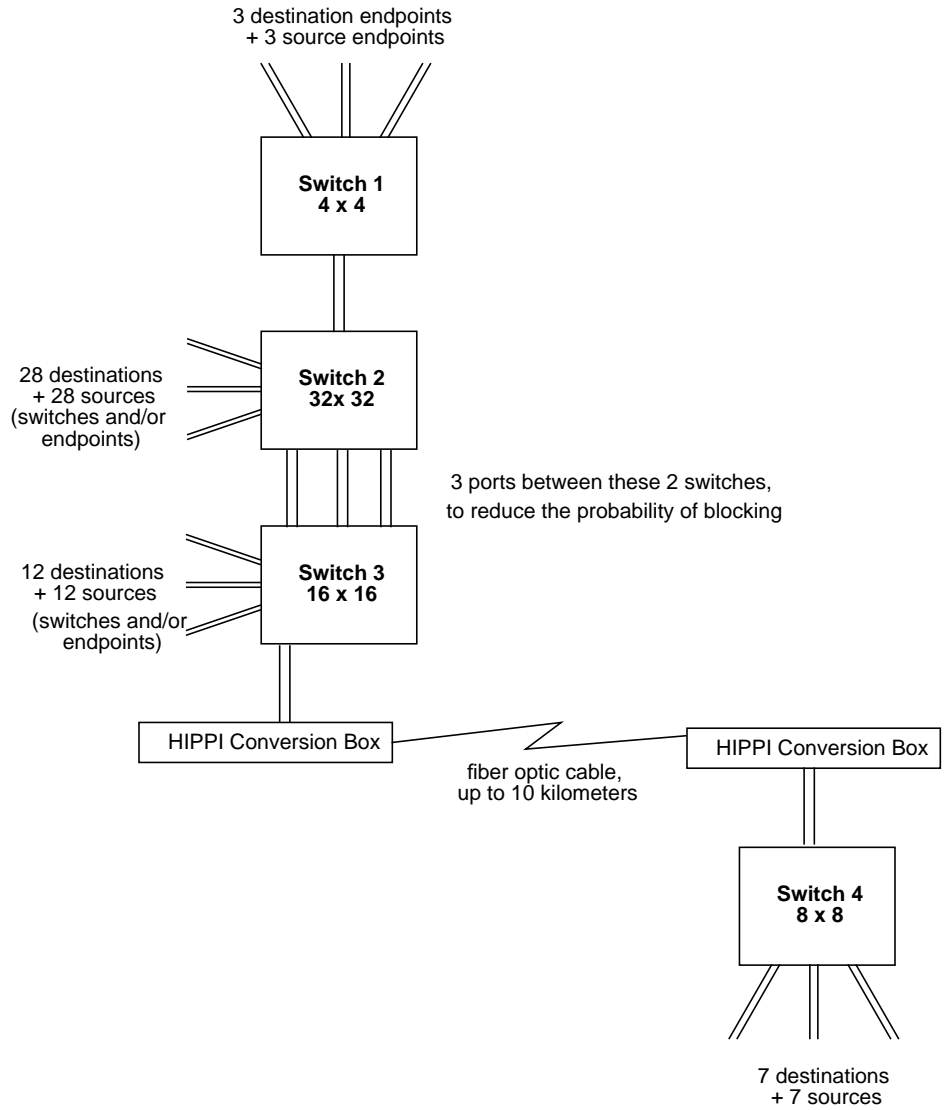 3 destination endpoints
+ 3 source endpoints
Switch 1
4 x 4
28 destinations
+ 28 sources
(switches and/or
endpoints)
Switch 2
32x 32
3 ports between these 2 switches,
to reduce the probability of blocking
12 destinations
+ 12 sources
(switches and/or
endpoints)
Switch 3
16 x 16
HIPPI Conversion Box
fiber optic cable,
up to 10 kilometers
HIPPI Conversion Box
Switch 4
8 x 8
7 destinations
+ 7 sources